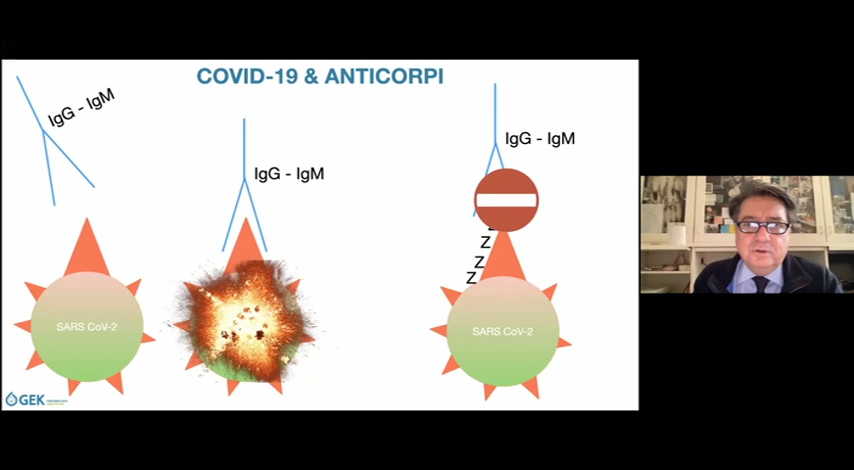 COVID-19 & ANTICORPI
IgG - IgM
IgG - IgM
IgG - IgM
Z
Z
Z
Z
SARS CoV-2
SARS CoV-2
GEK